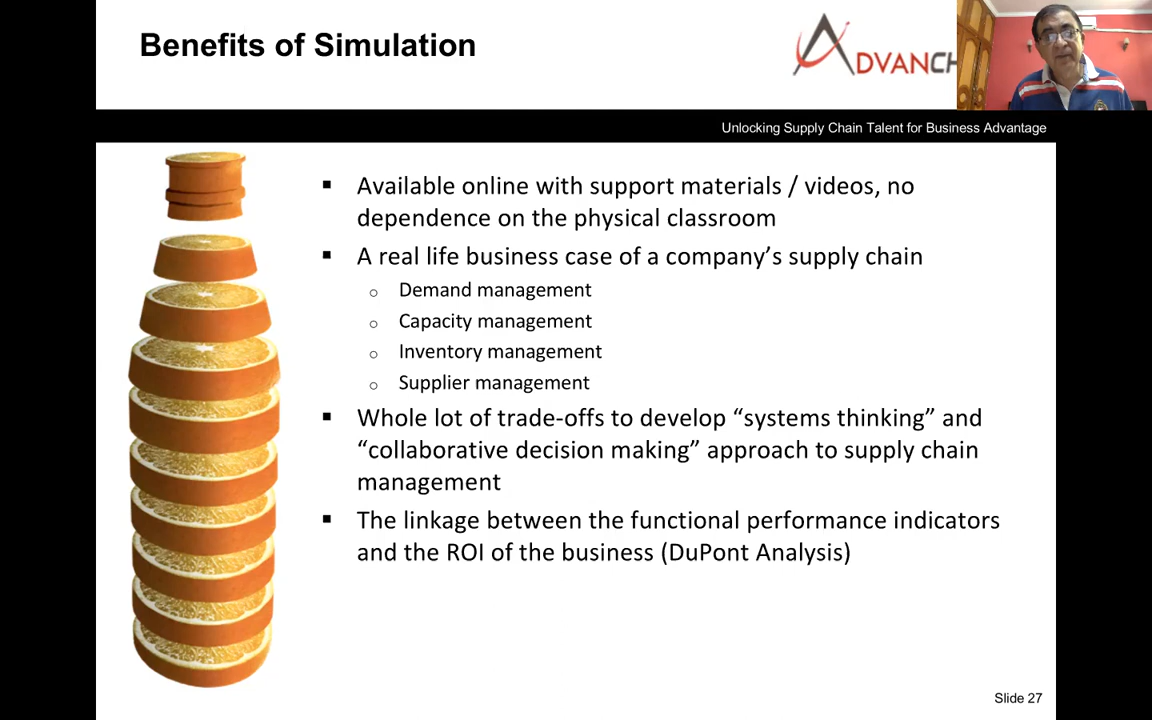 Benefits of Simulation
ADVANCH
Unlocking Supply Chain Talent for Business Advantage
▪ Available online with support materials / videos, no
dependence on the physical classroom
▪ A real life business case of a company’s supply chain
o Demand management
o Capacity management
o Inventory management
o Supplier management
▪ Whole lot of trade-offs to develop “systems thinking” and
“collaborative decision making” approach to supply chain
management
▪ The linkage between the functional performance indicators
and the ROI of the business (DuPont Analysis)
Slide 27